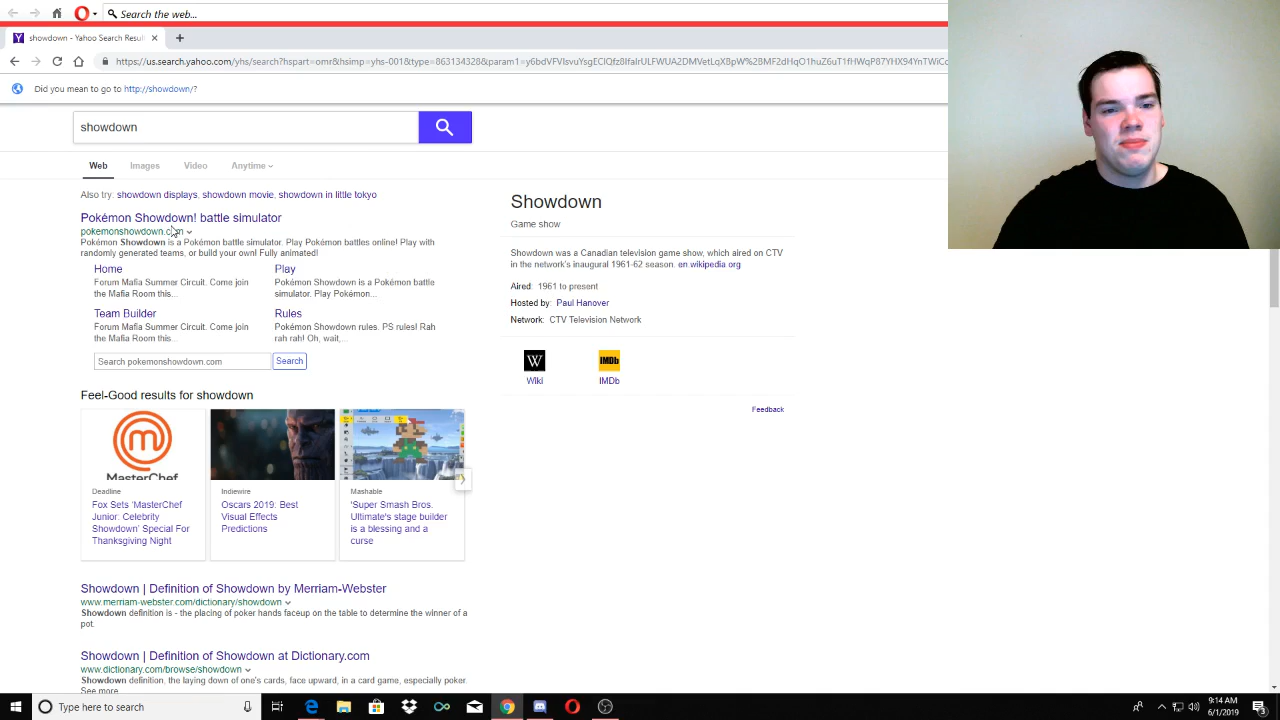 Search the web.
showdown - Yahoo Search Resul
https://us.search.yahoo.com/yhs/search?hspart=omr&hsimp=yhs-001&type=863134328&param1=
Did you mean to go to http://showdown/?
showdown
Web Images Video Anytime
Also try: showdown displays, showdown movie, showdown in little tokyo
Pokémon Showdown! battle simulator
pokemonshowdown.com
Pokémon Showdown is a Pokémon battle simulator. Play Pokémon battles online! Play with
randomly generated teams, or build your own! Fully animated!
Home
Forum Mafia Summer Circuit. Come join
the Mafia Room this...
Play
Pokémon Showdown is a Pokémon battle
simulator. Play Pokémon...
Team Builder
Forum Mafia Summer Circuit. Come join
the Mafia Room this...
Rules
Pokémon Showdown rules. PS rules! Rah
rah rah! Oh, wait,...
Search pokemonshowdown.com Search
Feel-Good results for showdown
MasterChef
Deadline
Fox Sets 'MasterChef
Junior: Celebrity
Showdown' Special For
Thanksgiving Night
Indiewire
Oscars 2019: Best
Visual Effects
Predictions
Mashable
'Super Smash Bros.
Ultimate's stage builder
is a blessing and a
curse
Showdown | Definition of Showdown by Merriam-Webster
www.merriam-webster.com/dictionary/showdown
Showdown definition is - the placing of poker hands faceup on the table to determine the winner of a
pot.
Showdown | Definition of Showdown at Dictionary.com
www.dictionary.com/browse/showdown
Showdown definition, the laying down of one's cards, face upward, in a card game, especially poker.
See more.
Showdown
Game show
Showdown was a Canadian television game show, which aired on CTV
in the network's inaugural 1961-62 season. en.wikipedia.org
Aired: 1961 to present
Hosted by: Paul Hanover
Network: CTV Television Network
W IMDb
Wiki IMDb
Feedback
Type here to search
9:14 AM
6/1/2019
3